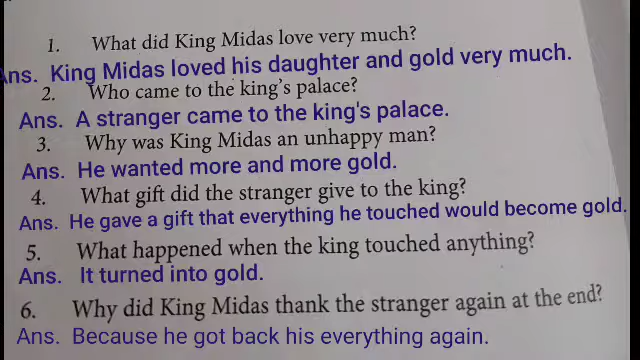 1. What did King Midas love very much?
Ans. King Midas loved his daughter and gold very much.
2. Who came to the king's palace?
Ans. A stranger came to the king's palace.
3. Why was King Midas an unhappy man?
Ans. He wanted more and more gold.
4. What gift did the stranger give to the king?
Ans. He gave a gift that everything he touched would become gold.
5. What happened when the king touched anything?
Ans. It turned into gold.
6. Why did King Midas thank the stranger again at the end?
Ans. Because he got back his everything again.